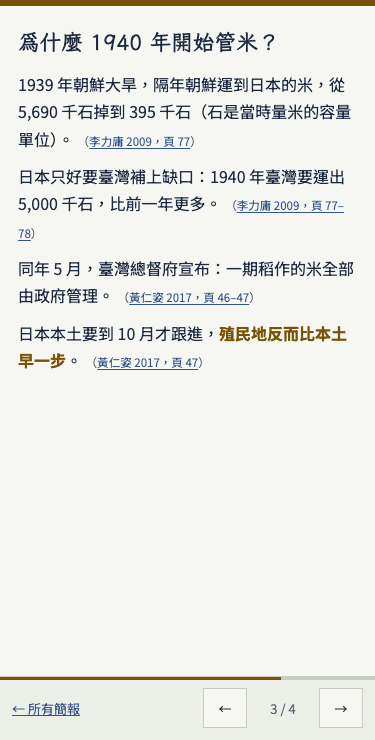 爲什麼 1940 年開始管米？
1939 年朝鮮大旱，隔年朝鮮運到日本的米，從
5,690 千石掉到 395 千石（石是當時量米的容量
單位）。（李力庸 2009，頁 77）
日本只好要臺灣補上缺口：1940 年臺灣要運出
5,000 千石，比前一年更多。（李力庸 2009，頁 77–
78）
同年 5 月，臺灣總督府宣布：一期稻作的米全部
由政府管理。（黃仁姿 2017，頁 46–47）
日本本土要到 10 月才跟進，殖民地反而比本土
早一步。（黃仁姿 2017，頁 47）
← 所有簡報 ← 3 / 4 →